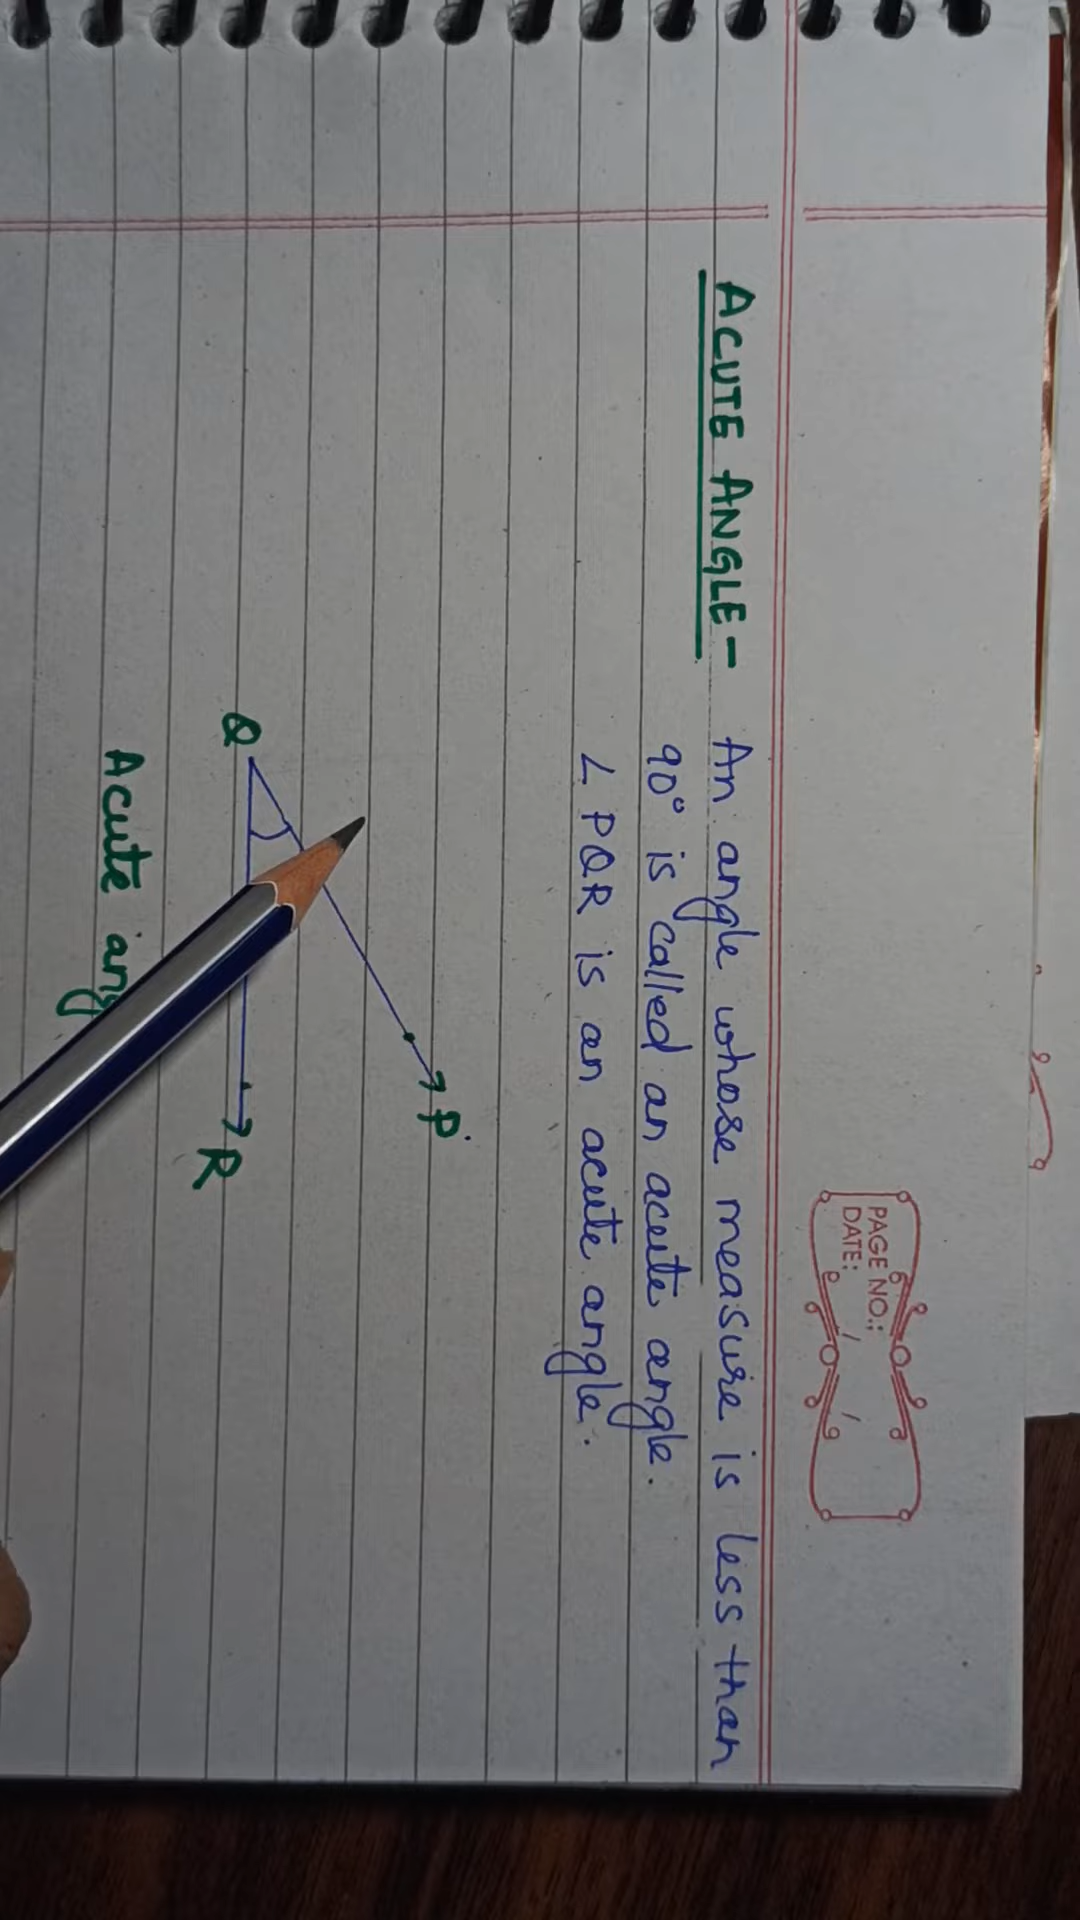 PAGE NO.:
DATE: / /
ACUTE ANGLE - An angle whose measure is less than
90° is called an acute angle.
∠PQR is an acute angle.
P
Q
R
Acute